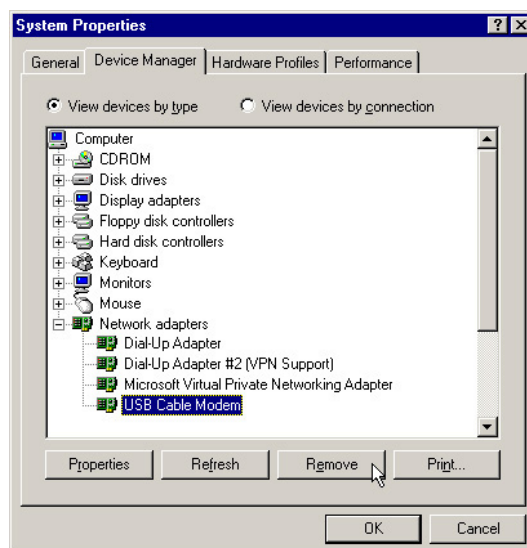 System Properties
General Device Manager Hardware Profiles Performance
View devices by type View devices by connection
Computer
CDROM
Disk drives
Display adapters
Floppy disk controllers
Hard disk controllers
Keyboard
Monitors
Mouse
Network adapters
Dial-Up Adapter
Dial-Up Adapter #2 (VPN Support)
Microsoft Virtual Private Networking Adapter
USB Cable Modem
Properties Refresh Remove Print...
OK Cancel